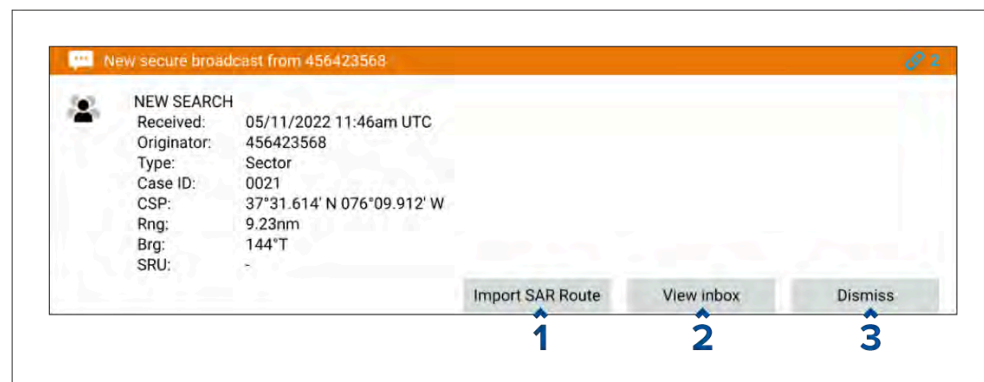 New secure broadcast from 456423568 2
NEW SEARCH
Received: 05/11/2022 11:46am UTC
Originator: 456423568
Type: Sector
Case ID: 0021
CSP: 37°31.614' N 076°09.912' W
Rng: 9.23nm
Brg: 144°T
SRU: -
Import SAR Route View inbox Dismiss
1 2 3